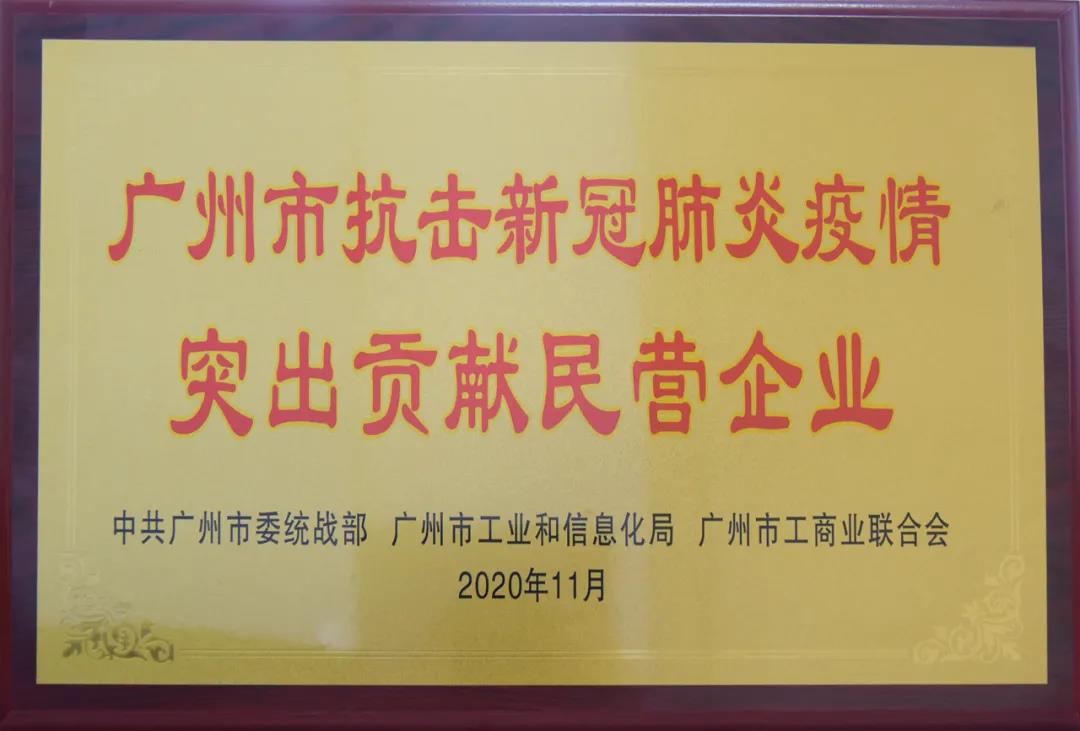 广州市抗击新冠肺炎疫情
突出贡献民营企业
中共广州市委统战部 广州市工业和信息化局 广州市工商业联合会
2020年11月